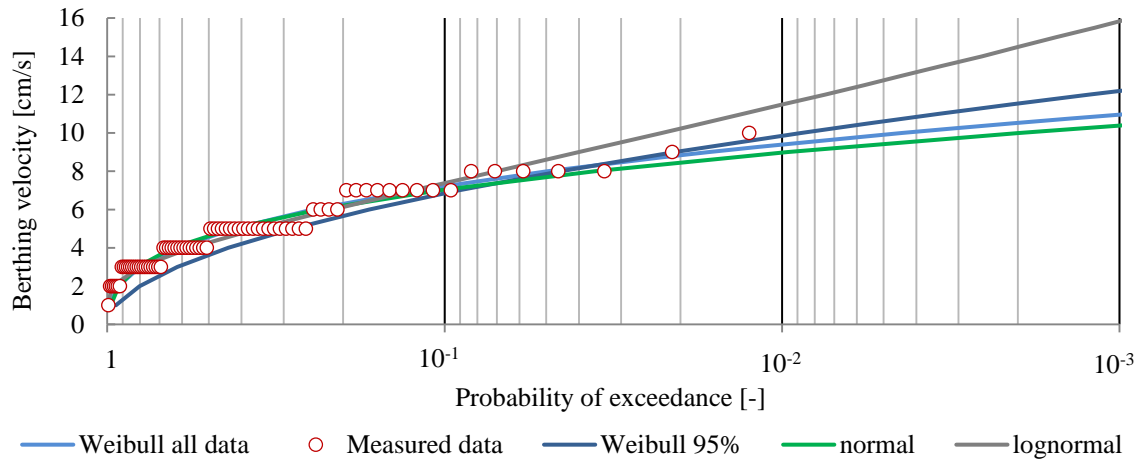 16
14
12
10
8
6
4
2
0
Berthing velocity [cm/s]
1
10-1
10-2
10-3
Probability of exceedance [-]
Weibull all data
Measured data
Weibull 95%
normal
lognormal